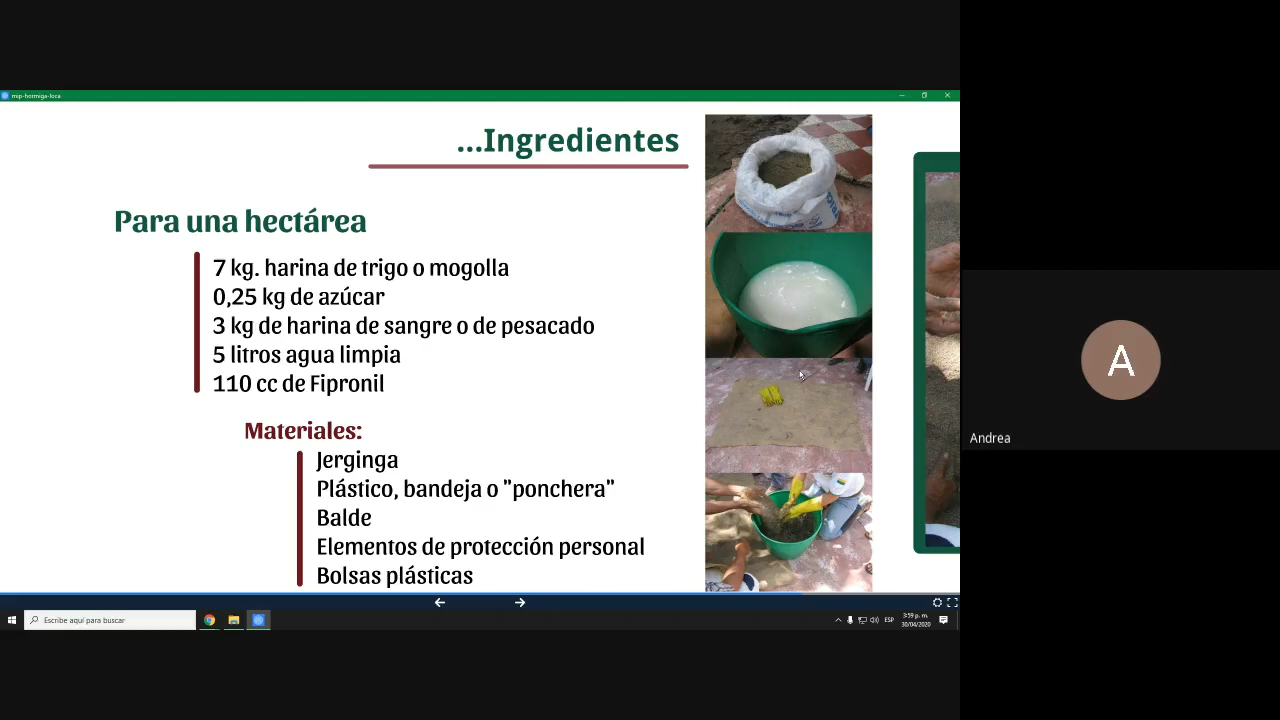 mip-hormiga-loca
...Ingredientes
Para una hectárea
7 kg. harina de trigo o mogolla
0,25 kg de azúcar
3 kg de harina de sangre o de pesacado
5 litros agua limpia
110 cc de Fipronil
Materiales:
Jerginga
Plástico, bandeja o "ponchera"
Balde
Elementos de protección personal
Bolsas plásticas
A
Andrea
Escribe aquí para buscar
ESP
3:59 p. m.
30/04/2020